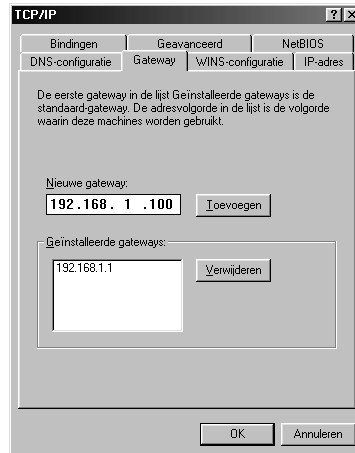 TCP/IP
Bindingen Geavanceerd NetBIOS
DNS-configuratie Gateway WINS-configuratie IP-adres
De eerste gateway in de lijst Geïnstalleerde gateways is de
standaard-gateway. De adresvolgorde in de list is de volgorde
waarin deze machines worden gebruikt.
Nieuwe gateway:
192.168. 1 .100 Toevoegen
Geïnstalleerde gateways:
192.168.1.1 Verwijderen
OK Annuleren